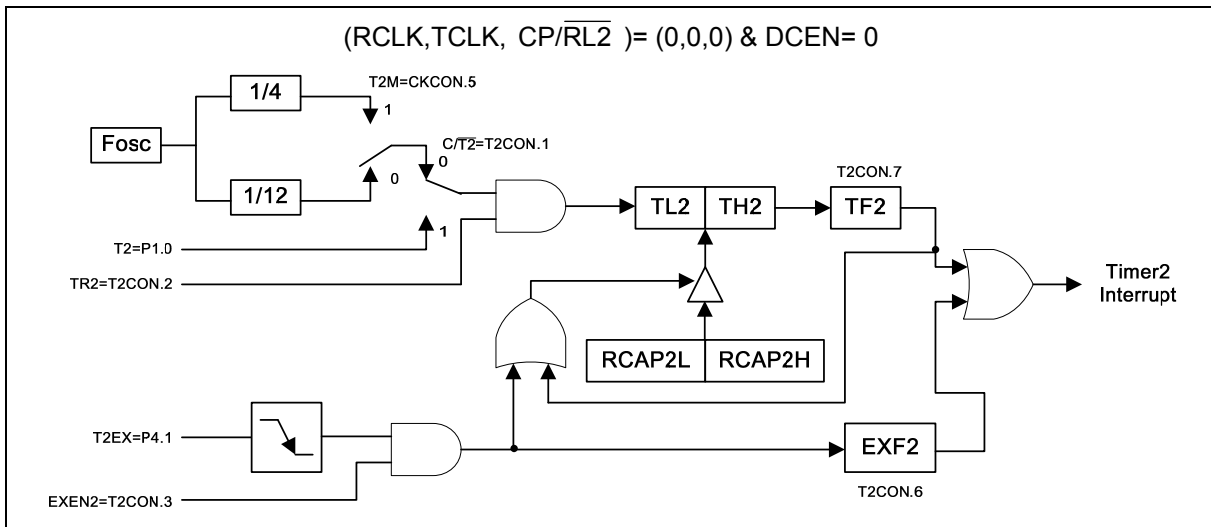 (RCLK,TCLK, CP/RL2 )= (0,0,0) & DCEN= 0
T2M=CKCON.5
1/4
1
Fosc
C/T2=T2CON.1
0
0
1/12
T2CON.7
TL2
TH2
TF2
1
T2=P1.0
TR2=T2CON.2
Timer2
Interrupt
RCAP2L
RCAP2H
T2EX=P4.1
EXF2
EXEN2=T2CON.3
T2CON.6